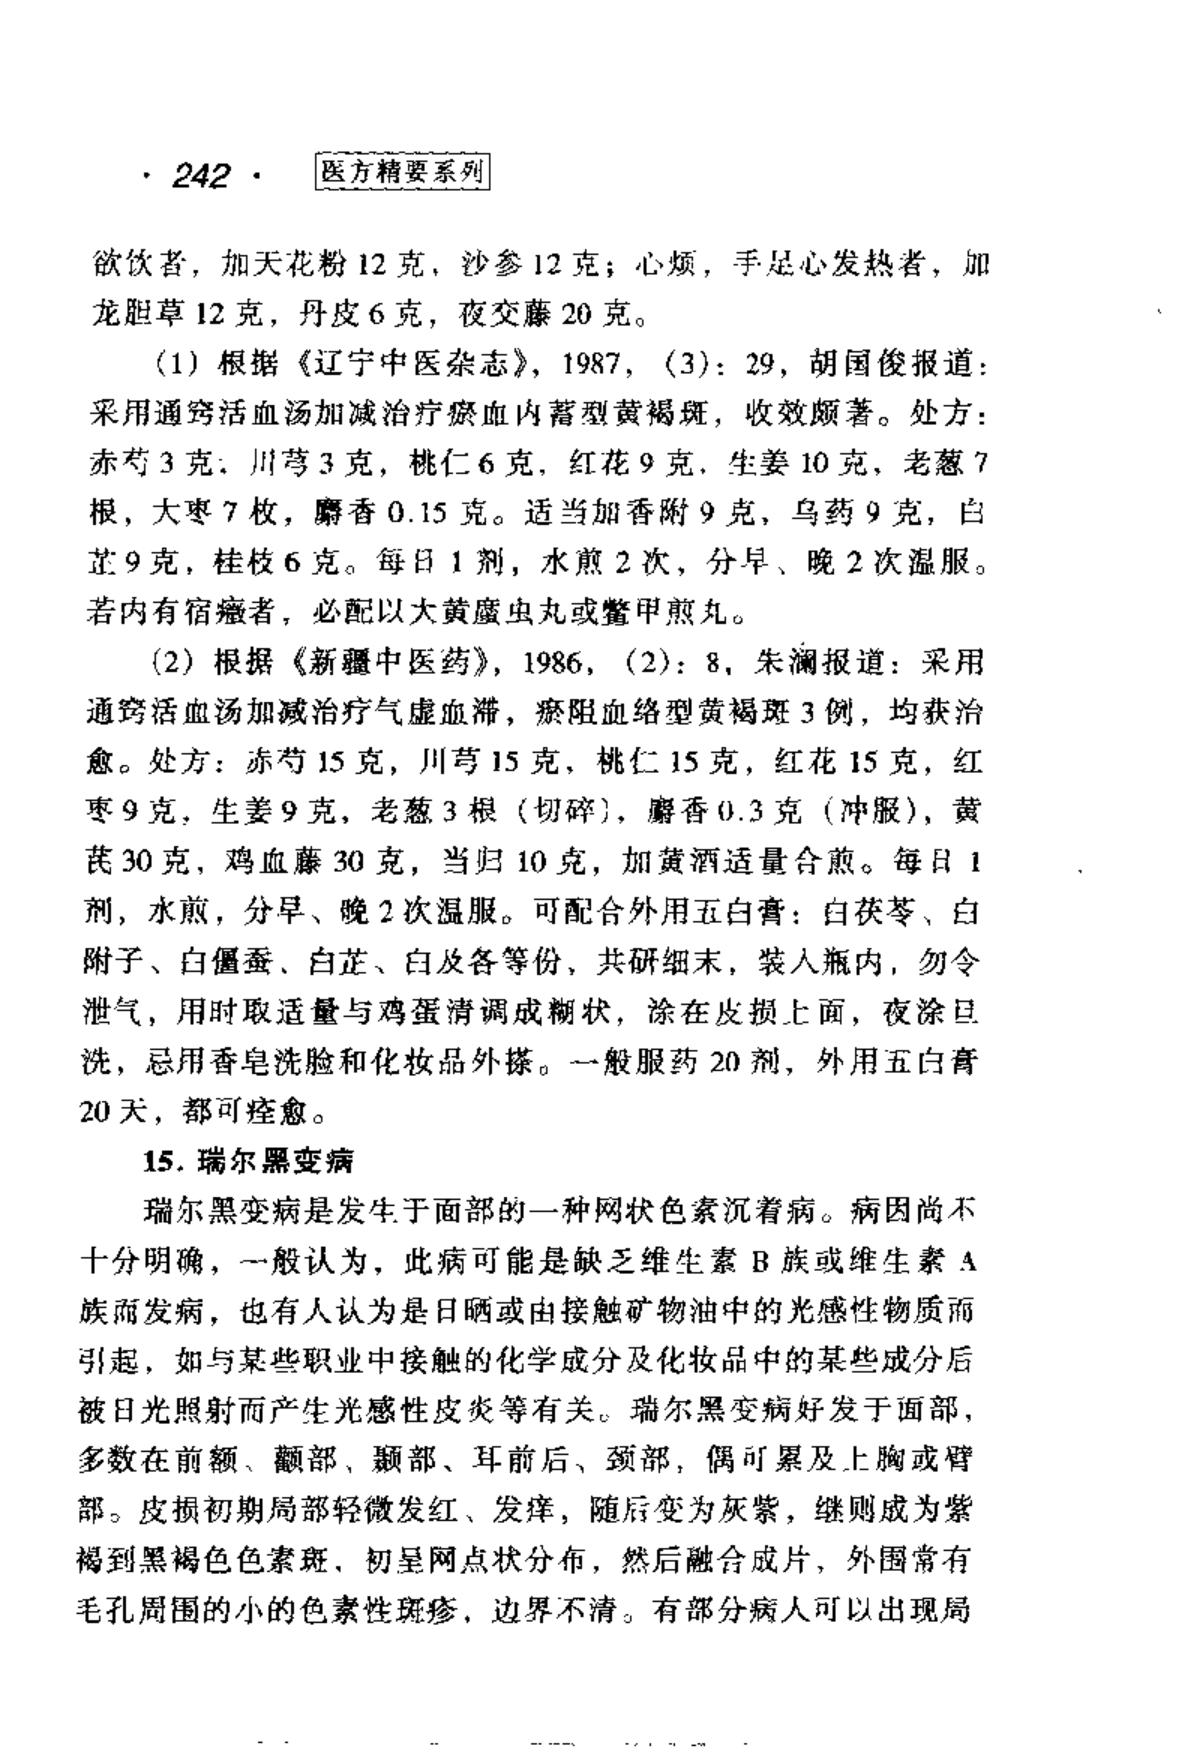 · 242 · 医方精要系列
欲饮者，加天花粉 12 克，沙参 12 克；心烦，手足心发热者，加
龙胆草 12 克，丹皮 6 克，夜交藤 20 克。
（1）根据《辽宁中医杂志》，1987，（3）：29，胡国俊报道：
采用通窍活血汤加减治疗瘀血内蓄型黄褐斑，收效颇著。处方：
赤芍 3 克，川芎 3 克，桃仁 6 克，红花 9 克，生姜 10 克，老葱 7
根，大枣 7 枚，麝香 0.15 克。适当加香附 9 克，乌药 9 克，白
芷 9 克，桂枝 6 克。每日 1 剂，水煎 2 次，分早、晚 2 次温服。
若内有宿癥者，必配以大黄䗪虫丸或鳖甲煎丸。
（2）根据《新疆中医药》，1986，（2）：8，朱澜报道：采用
通窍活血汤加减治疗气虚血滞，瘀阻血络型黄褐斑 3 例，均获治
愈。处方：赤芍 15 克，川芎 15 克，桃仁 15 克，红花 15 克，红
枣 9 克，生姜 9 克，老葱 3 根（切碎），麝香 0.3 克（冲服），黄
芪 30 克，鸡血藤 30 克，当归 10 克，加黄酒适量合煎。每日 1
剂，水煎，分早、晚 2 次温服。可配合外用五白膏：白茯苓、白
附子、白僵蚕、白芷、白及各等份，共研细末，装入瓶内，勿令
泄气，用时取适量与鸡蛋清调成糊状，涂在皮损上面，夜涂旦
洗，忌用香皂洗脸和化妆品外搽。一般服药 20 剂，外用五白膏
20 天，都可痊愈。
15. 瑞尔黑变病
瑞尔黑变病是发生于面部的一种网状色素沉着病。病因尚不
十分明确，一般认为，此病可能是缺乏维生素 B 族或维生素 A
族而发病，也有人认为是日晒或由接触矿物油中的光感性物质而
引起，如与某些职业中接触的化学成分及化妆品中的某些成分后
被日光照射而产生光感性皮炎等有关。瑞尔黑变病好发于面部，
多数在前额、颧部、颞部、耳前后、颈部，偶可累及上胸或臂
部。皮损初期局部轻微发红、发痒，随后变为灰紫，继则成为紫
褐到黑褐色色素斑，初呈网点状分布，然后融合成片，外围常有
毛孔周围的小的色素性斑疹，边界不清。有部分病人可以出现局